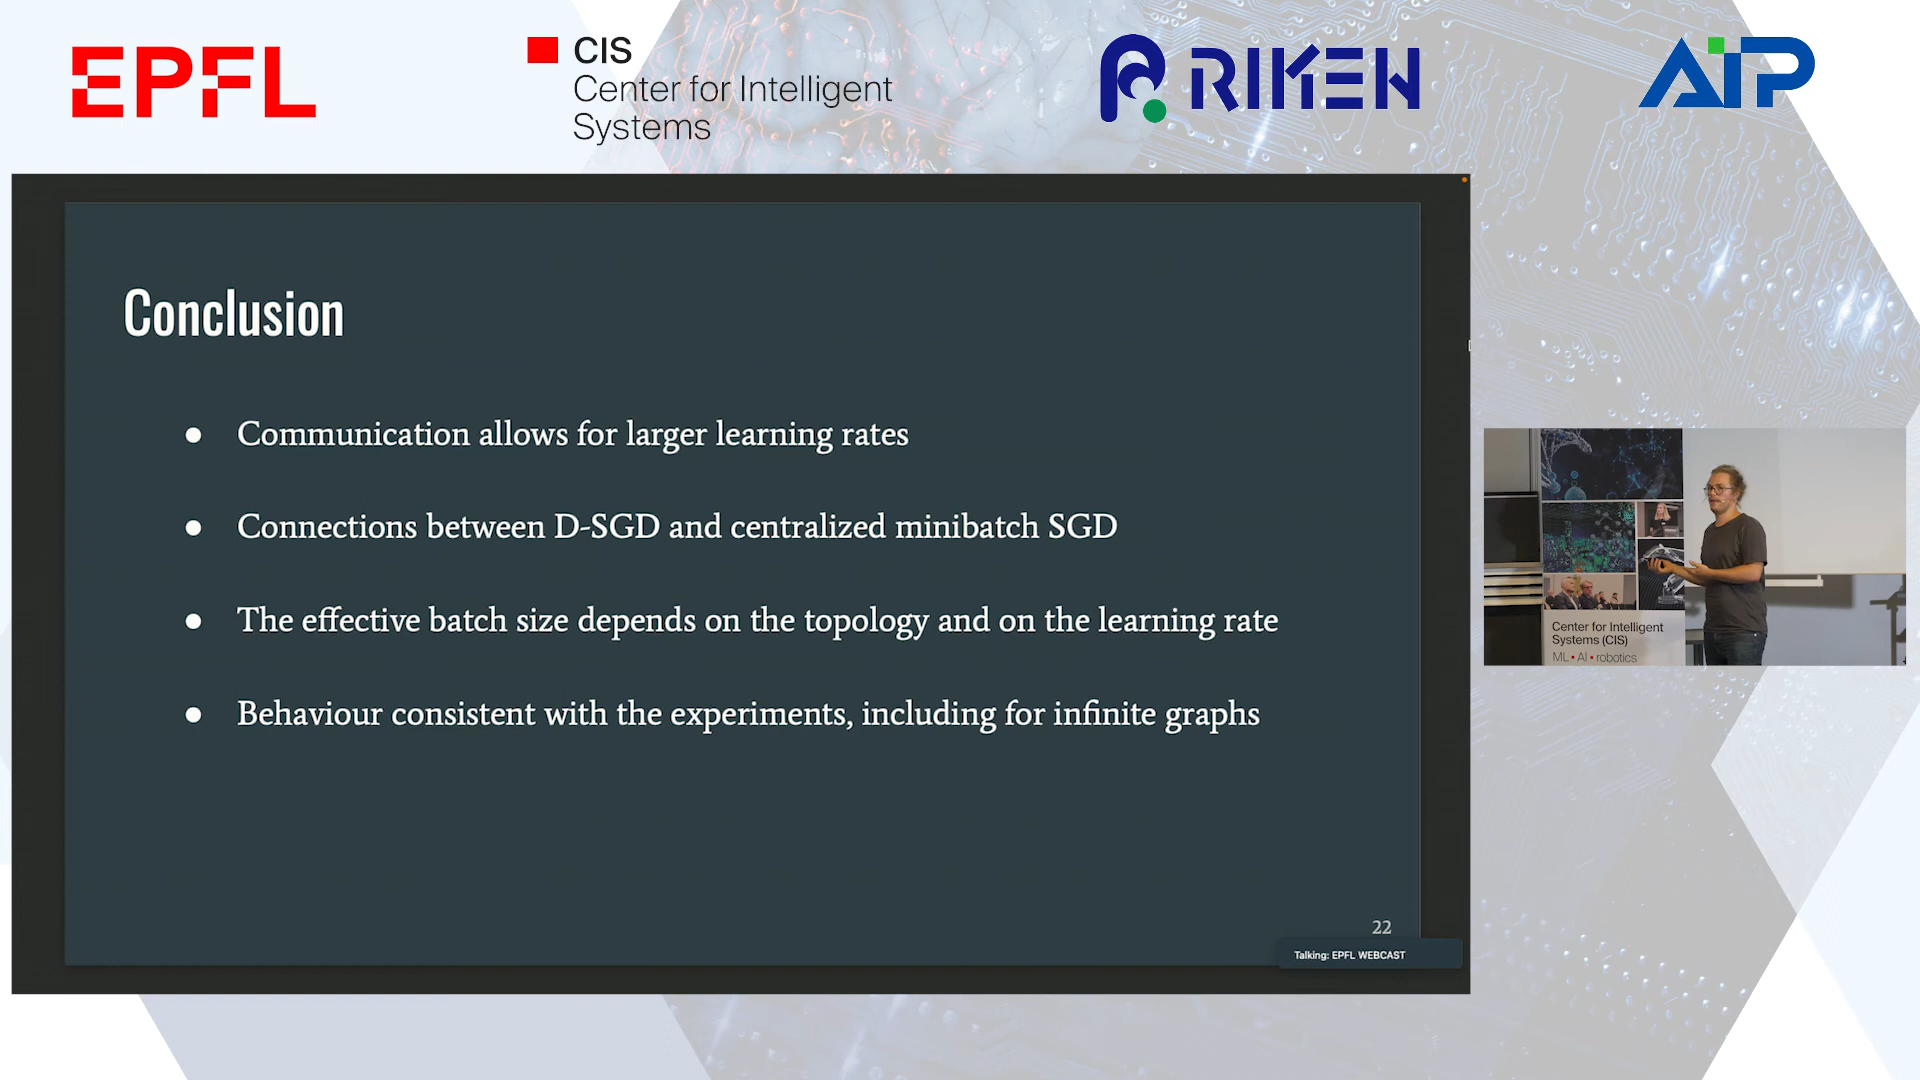 EPFL
CIS
Center for Intelligent
Systems
RIKEN
AIP
Conclusion
● Communication allows for larger learning rates
● Connections between D-SGD and centralized minibatch SGD
● The effective batch size depends on the topology and on the learning rate
● Behaviour consistent with the experiments, including for infinite graphs
22
Talking: EPFL WEBCAST
Center for Intelligent
Systems (CIS)
ML • AI • robotics